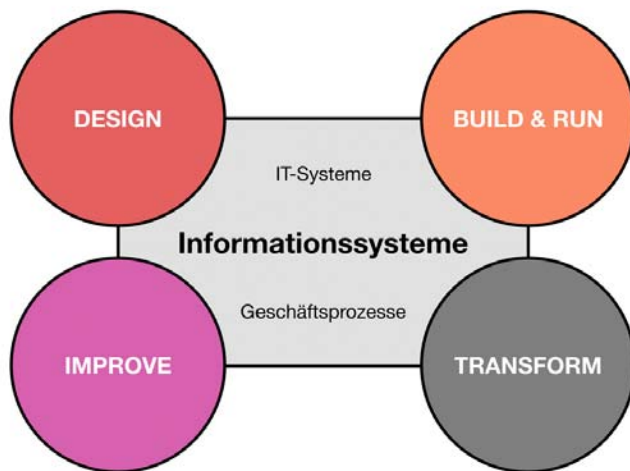 DESIGN
BUILD & RUN
IT-Systeme
Informationssysteme
Geschäftsprozesse
IMPROVE
TRANSFORM